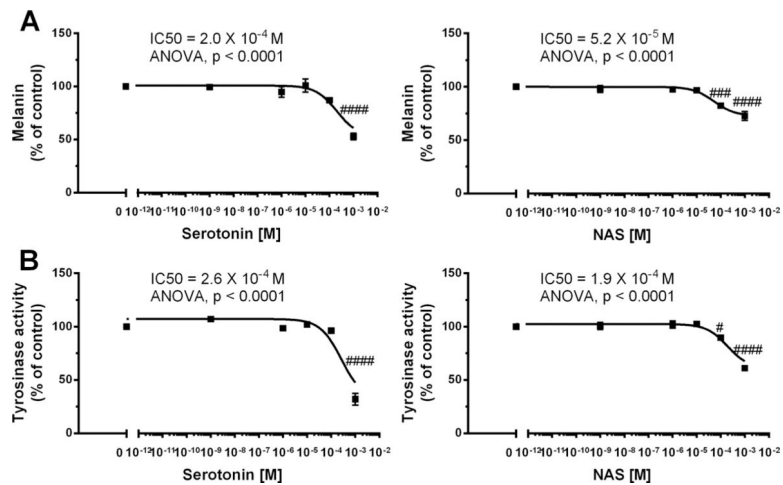 A
IC50 = 2.0 X 10⁻⁴ M
ANOVA, p < 0.0001
Melanin
(% of control)
150
100
50
0
####
0 10⁻¹² 10⁻¹¹ 10⁻¹⁰ 10⁻⁹ 10⁻⁸ 10⁻⁷ 10⁻⁶ 10⁻⁵ 10⁻⁴ 10⁻³ 10⁻²
Serotonin [M]
IC50 = 5.2 X 10⁻⁵ M
ANOVA, p < 0.0001
Melanin
(% of control)
150
100
50
0
###
####
0 10⁻¹² 10⁻¹¹ 10⁻¹⁰ 10⁻⁹ 10⁻⁸ 10⁻⁷ 10⁻⁶ 10⁻⁵ 10⁻⁴ 10⁻³ 10⁻²
NAS [M]
B
IC50 = 2.6 X 10⁻⁴ M
ANOVA, p < 0.0001
Tyrosinase activity
(% of control)
150
100
50
0
####
0 10⁻¹² 10⁻¹¹ 10⁻¹⁰ 10⁻⁹ 10⁻⁸ 10⁻⁷ 10⁻⁶ 10⁻⁵ 10⁻⁴ 10⁻³ 10⁻²
Serotonin [M]
IC50 = 1.9 X 10⁻⁴ M
ANOVA, p < 0.0001
Tyrosinase activity
(% of control)
150
100
50
0
#
####
0 10⁻¹² 10⁻¹¹ 10⁻¹⁰ 10⁻⁹ 10⁻⁸ 10⁻⁷ 10⁻⁶ 10⁻⁵ 10⁻⁴ 10⁻³ 10⁻²
NAS [M]